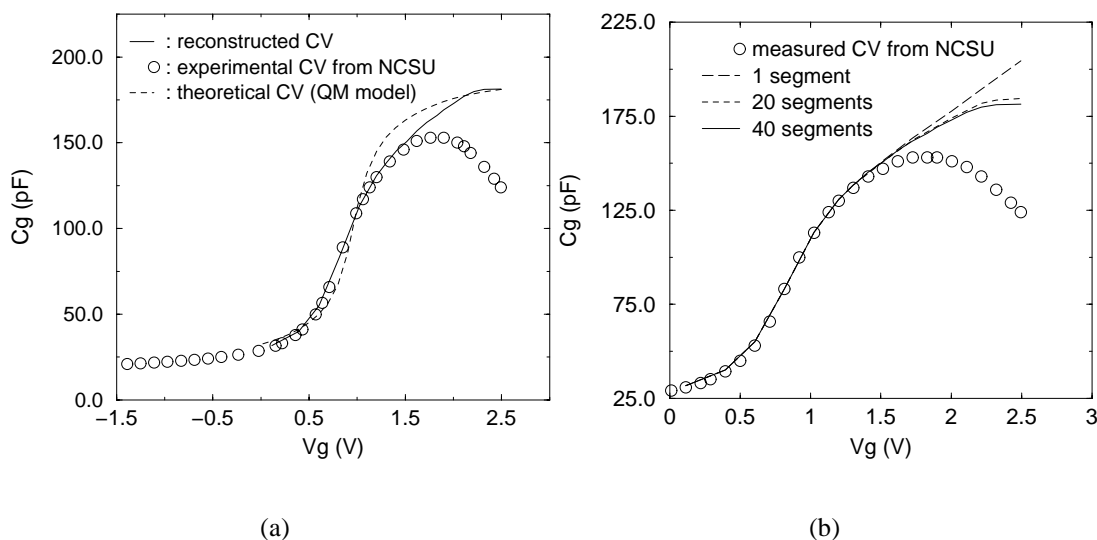 : reconstructed CV
: experimental CV from NCSU
: theoretical CV (QM model)
200.0
150.0
100.0
50.0
0.0
Cg (pF)
−1.5
−0.5
0.5
1.5
2.5
Vg (V)
(a)
measured CV from NCSU
1 segment
20 segments
40 segments
225.0
175.0
125.0
75.0
25.0
Cg (pF)
0
0.5
1
1.5
2
2.5
3
Vg (V)
(b)